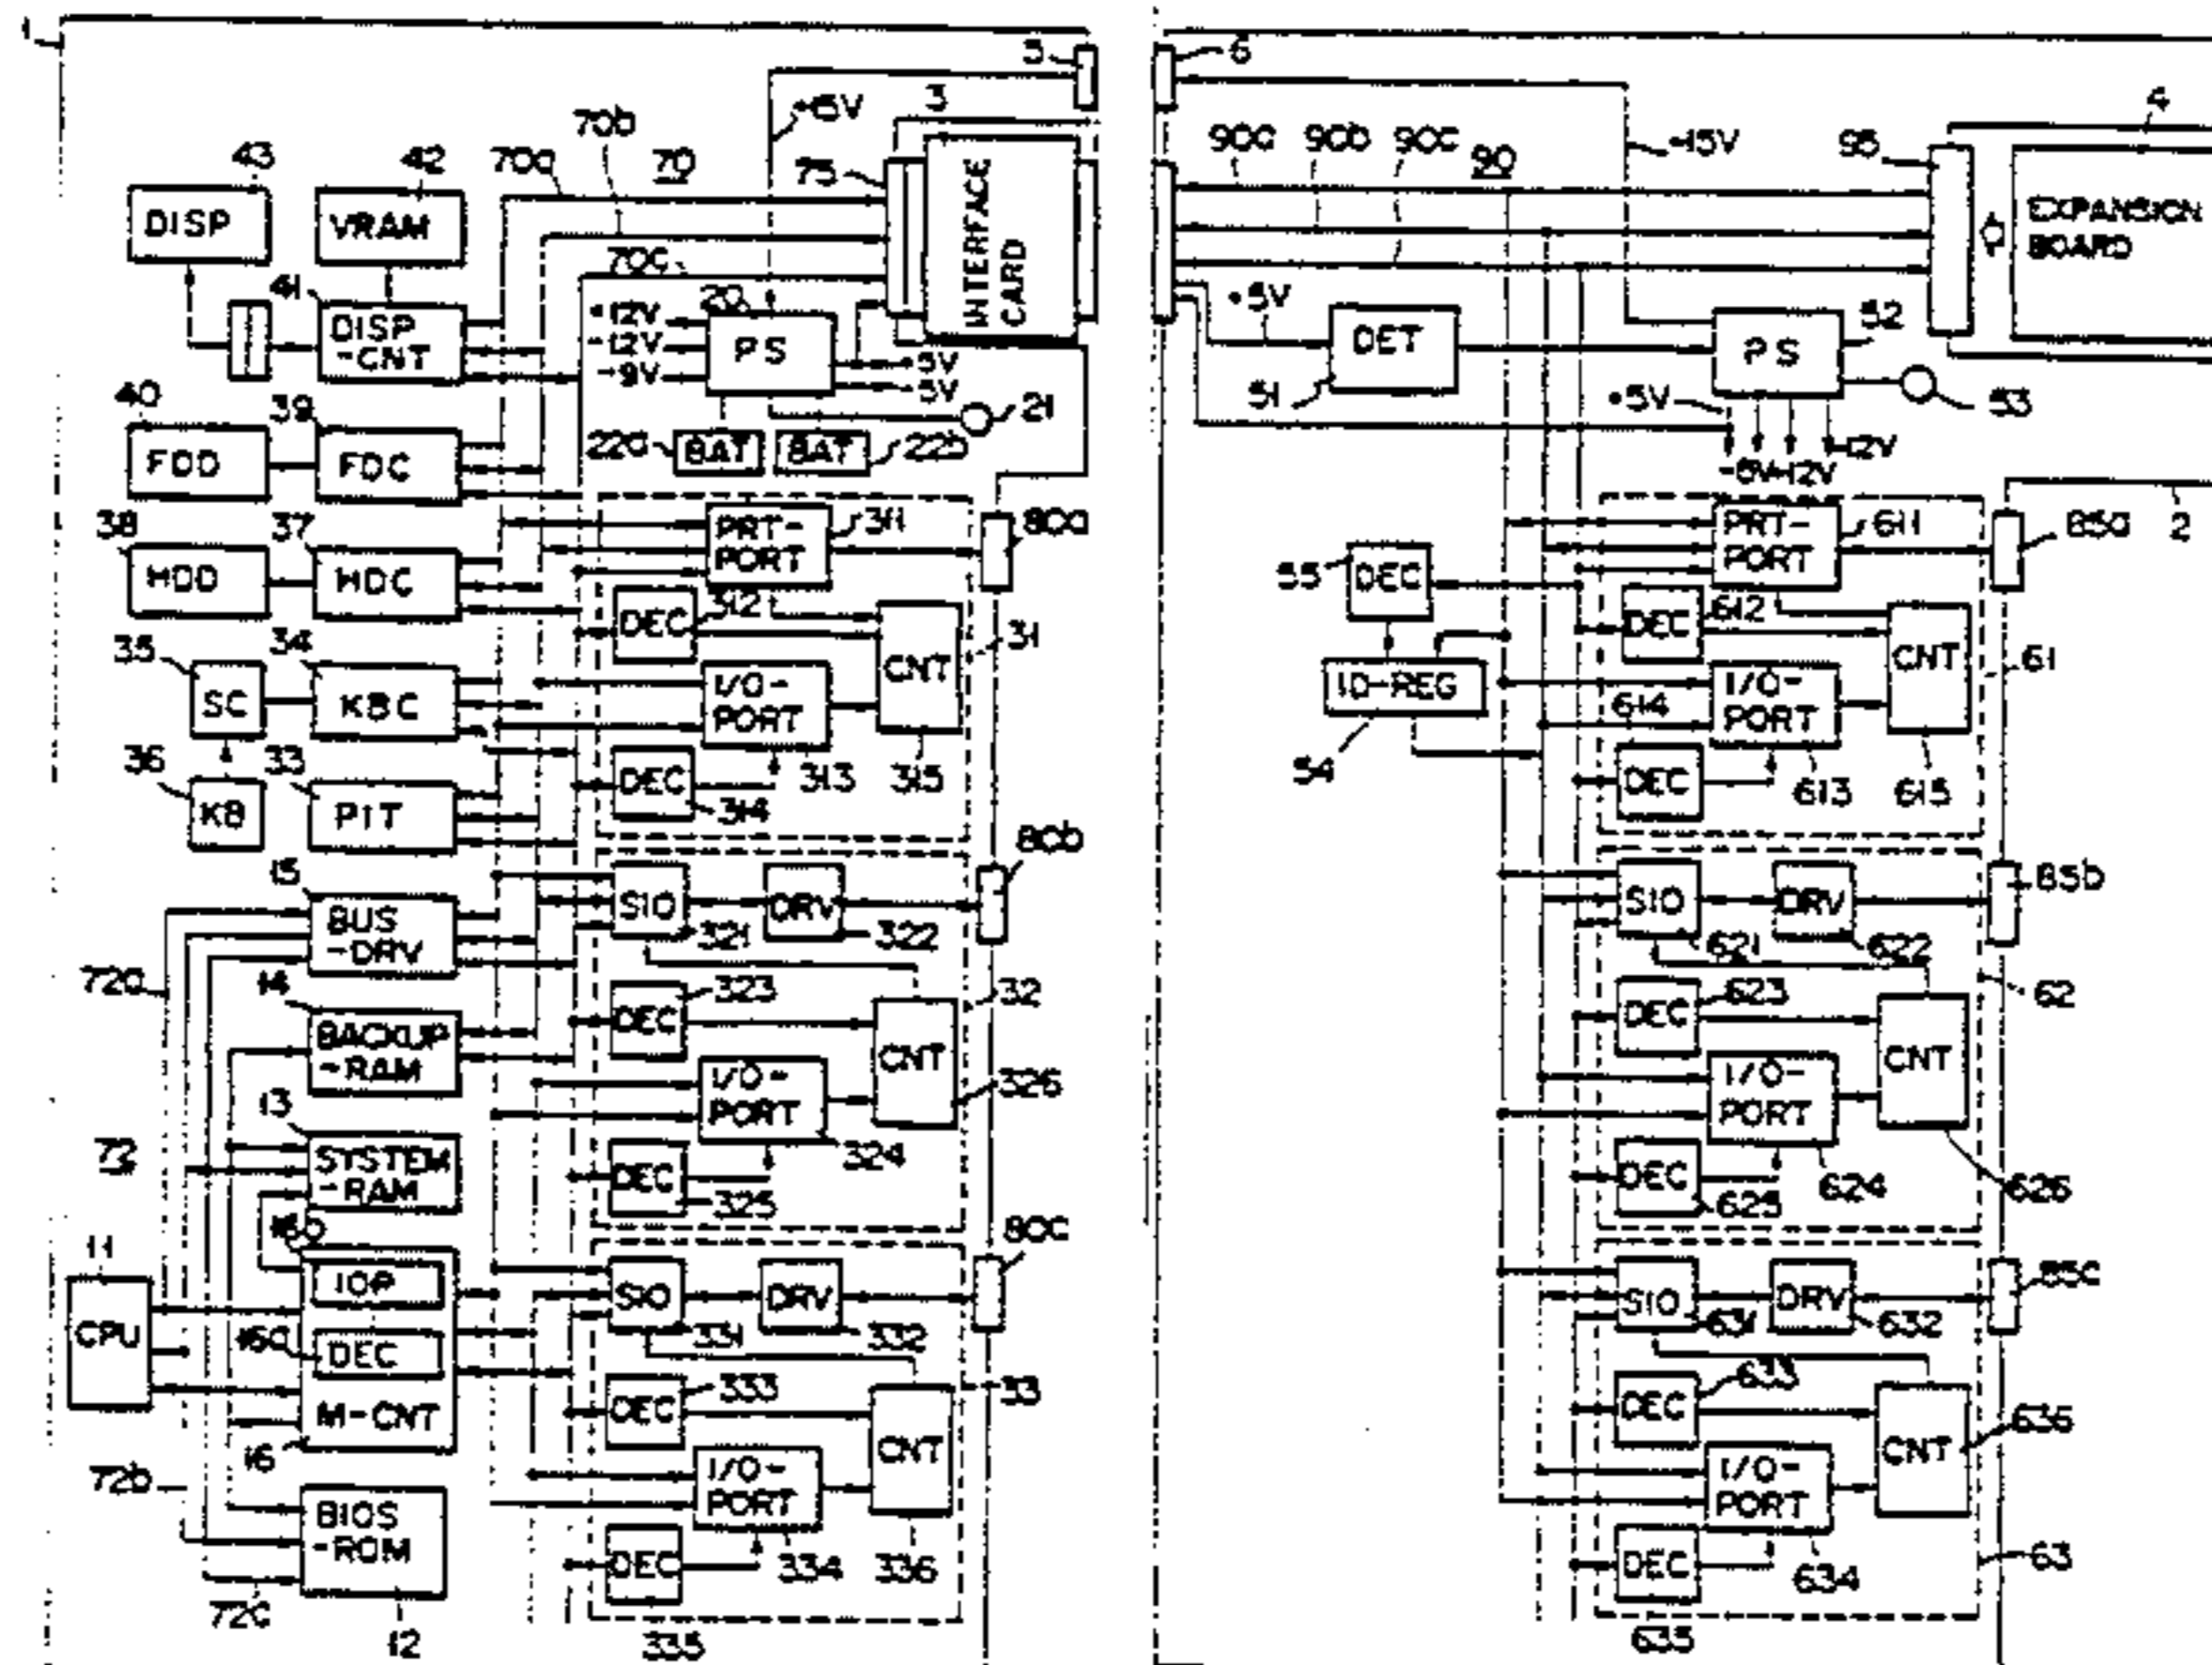 1
5
6
+15V
3
4
70b
90a
90b
90c
90
+15V
95
43
42
70a
70
75
DISP
VRAM
INTERFACE
CARD
EXPANSION
BOARD
70c
41
20
+5V
52
DISP
-CNT
+12V
-12V
-9V
PS
DET
PS
+5V
-5V
51
+5V
53
40
39
21
FDD
FDC
22a
BAT
BAT
22b
-5V
-12V
12V
38
37
PRT-
PORT
311
80a
PRT-
PORT
611
85a
2
HDD
HDC
55
DEC
DEC
312
DEC
612
35
34
CNT
31
CNT
61
SC
KBC
I/O-
PORT
ID-REG
614
I/O-
PORT
36
33
DEC
313
315
54
DEC
613
615
KB
PIT
314
80b
15
SIO
DRV
SIO
DRV
85b
BUS
-DRV
321
322
621
622
72a
14
323
32
623
62
BACKUP
-RAM
DEC
CNT
DEC
CNT
13
I/O-
PORT
326
I/O-
PORT
72
SYSTEM
-RAM
324
DEC
DEC
624
626
325
625
16b
80c
11
IOP
SIO
DRV
SIO
DRV
85c
CPU
16a
DEC
331
332
631
632
333
33
633
M-CNT
DEC
CNT
DEC
CNT
636
16
72b
I/O-
PORT
I/O-
PORT
BIOS
-ROM
DEC
334
336
DEC
634
63
72c
12
335
635